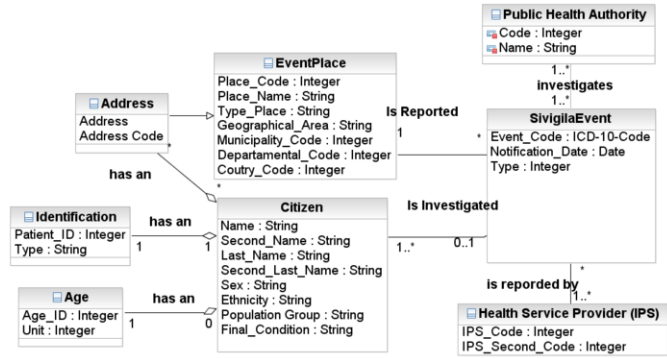 Public Health Authority
Code : Integer
Name : String
1..*
investigates
1..*
EventPlace
Place_Code : Integer
Place_Name : String
Type_Place : String
Geographical_Area : String
Municipality_Code : Integer
Departamental_Code : Integer
Coutry_Code : Integer
Is Reported
1
*
SivigilaEvent
Event_Code : ICD-10-Code
Notification_Date : Date
Type : Integer
Address
Address
Address Code
*
has an
*
Citizen
Name : String
Second_Name : String
Last_Name : String
Second_Last_Name : String
Sex : String
Ethnicity : String
Population Group : String
Final_Condition : String
Is Investigated
1..*
0..1
Identification
Patient_ID : Integer
Type : String
has an
1
1
Age
Age_ID : Integer
Unit : Integer
has an
1
0
*
is reporded by
1..*
Health Service Provider (IPS)
IPS_Code : Integer
IPS_Second_Code : Integer